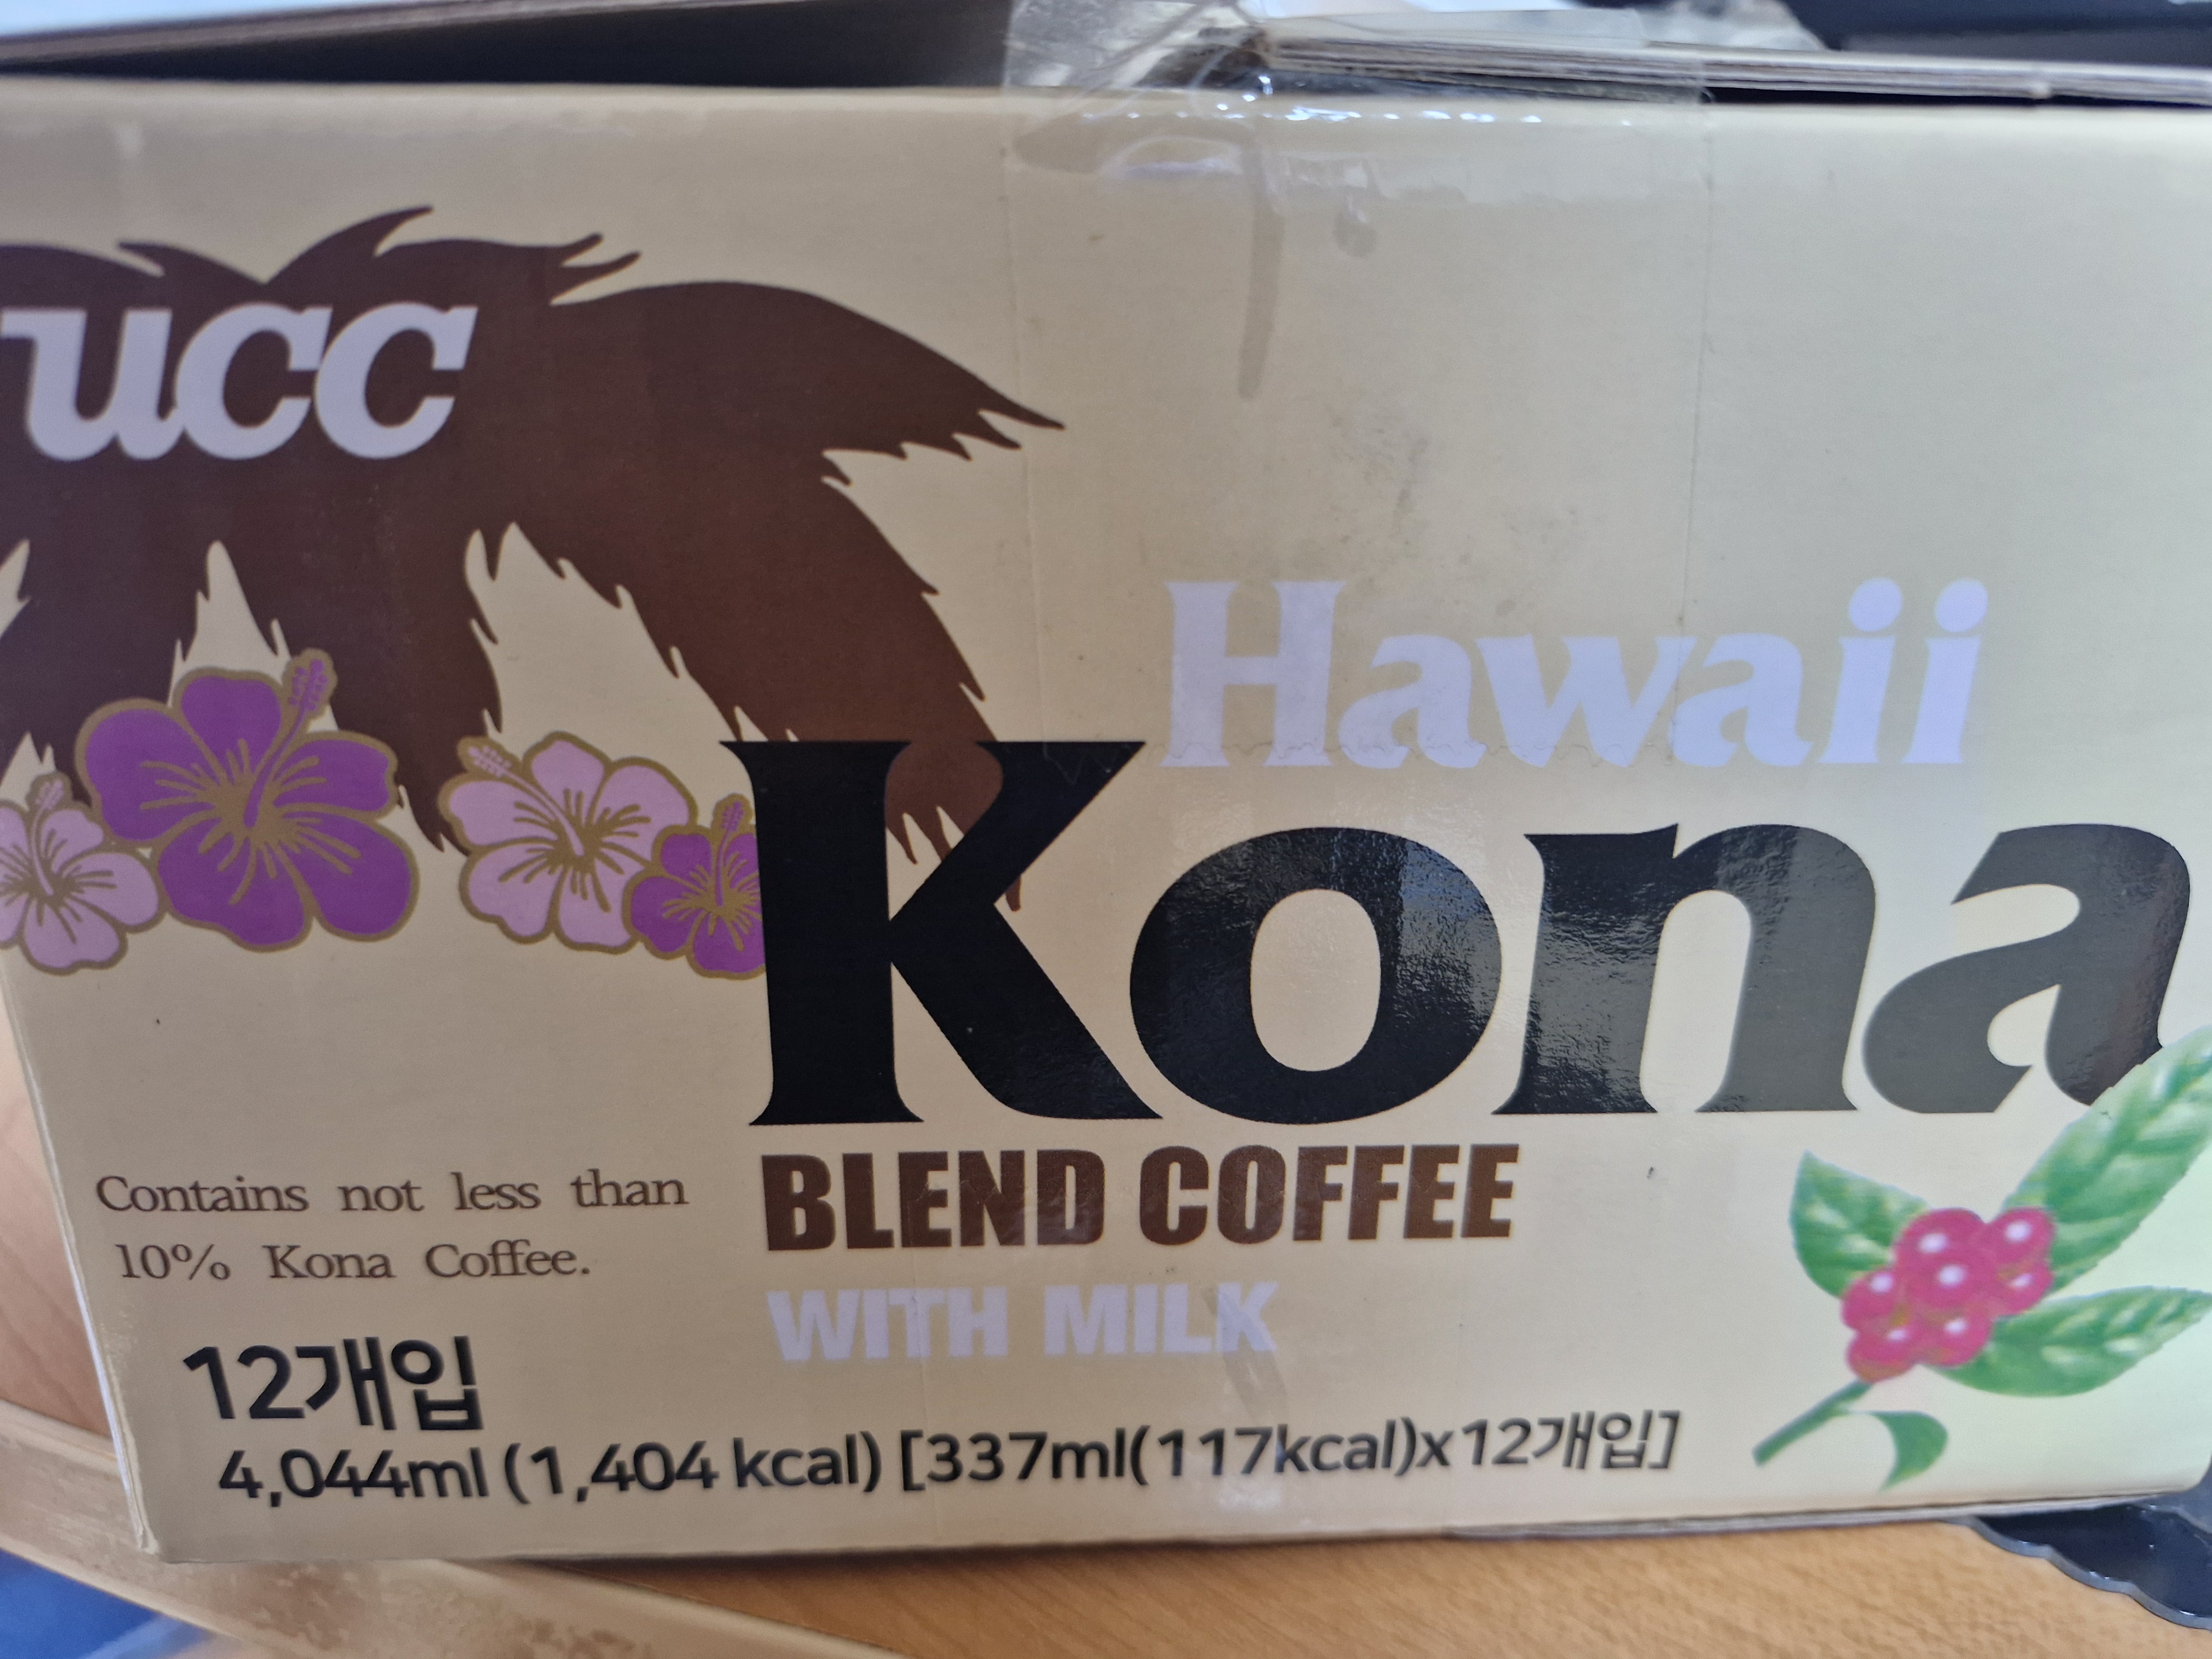 ucc
Hawaii
Kona
BLEND COFFEE
WITH MILK
Contains not less than
10% Kona Coffee.
12개입
4,044ml (1,404 kcal) [337ml(117kcal)x12개입]